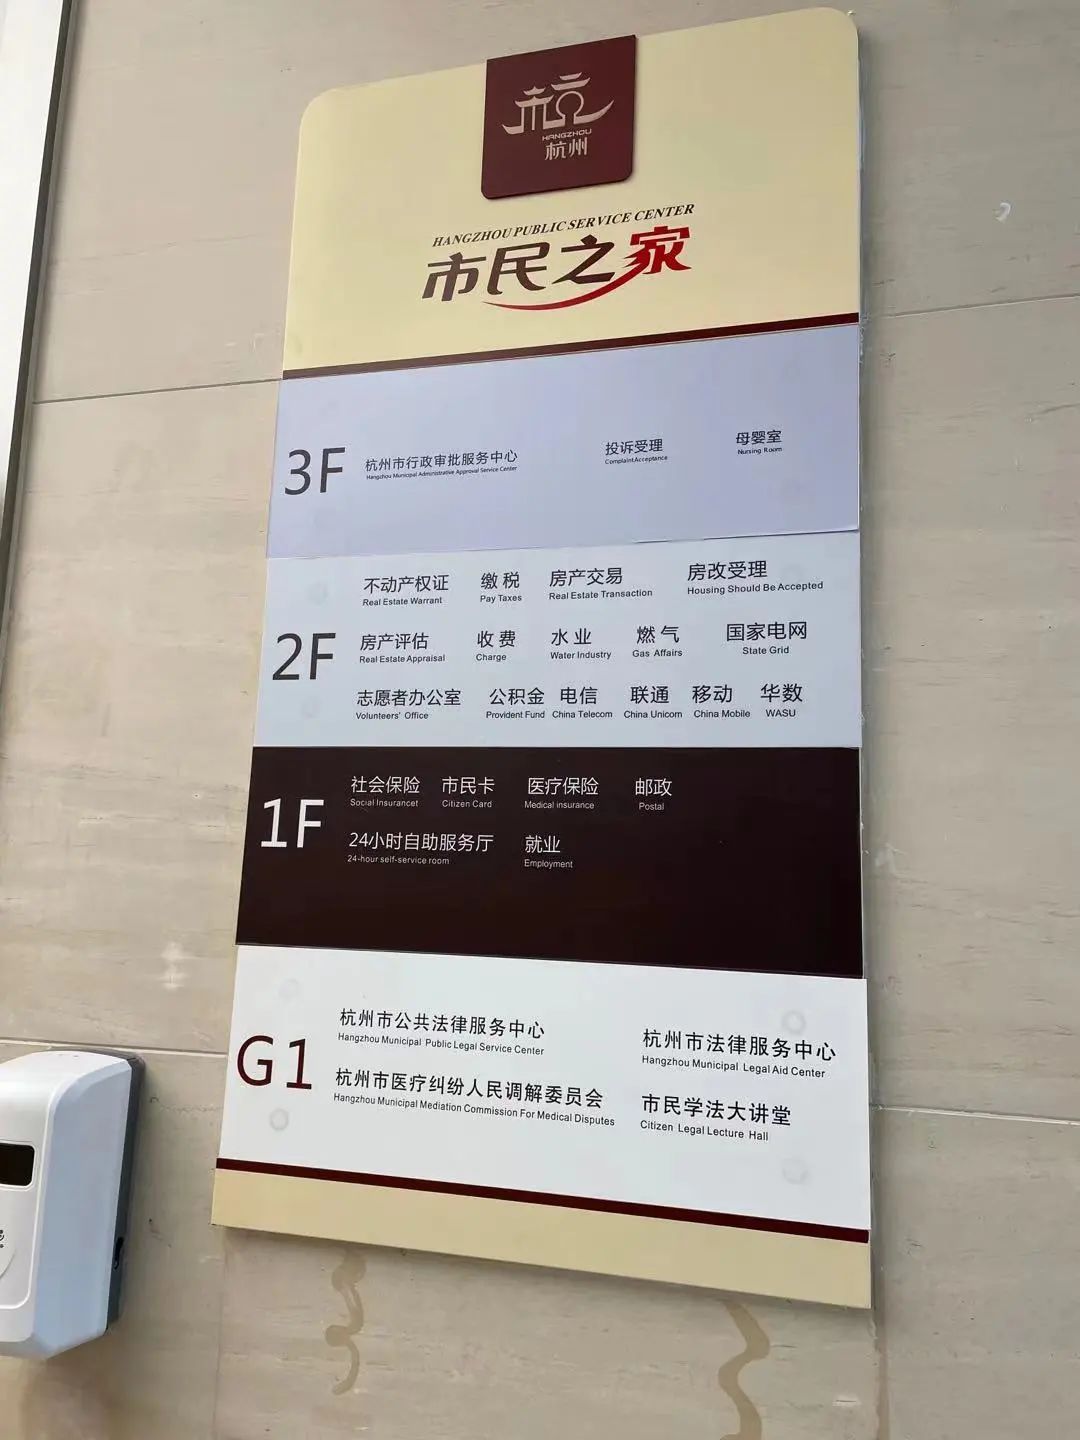 杭
HANGZHOU
杭州
HANGZHOU PUBLIC SERVICE CENTER
市民之家
3F
杭州市行政审批服务中心 投诉受理 母婴室
Hangzhou Municipal Administrative Approval Service Center ComplaintAcceptance Nursing Room
2F
不动产权证 缴税 房产交易 房改受理
Real Estate Warrant Pay Taxes Real Estate Transaction Housing Should Be Accepted
房产评估 收费 水业 燃气 国家电网
Real Estate Appraisal Charge Water Industry Gas Affairs State Grid
志愿者办公室 公积金 电信 联通 移动 华数
Volunteers' Office Provident Fund China Telecom China Unicom China Mobile WASU
1F
社会保险 市民卡 医疗保险 邮政
Social Insurancet Citizen Card Medical insurance Postal
24小时自助服务厅 就业
24-hour self-service room Employment
G1
杭州市公共法律服务中心 杭州市法律服务中心
Hangzhou Municipal Public Legal Service Center Hangzhou Municipal Legal Aid Center
杭州市医疗纠纷人民调解委员会 市民学法大讲堂
Hangzhou Municipal Mediation Commission For Medical Disputes Citizen Legal Lecture Hall